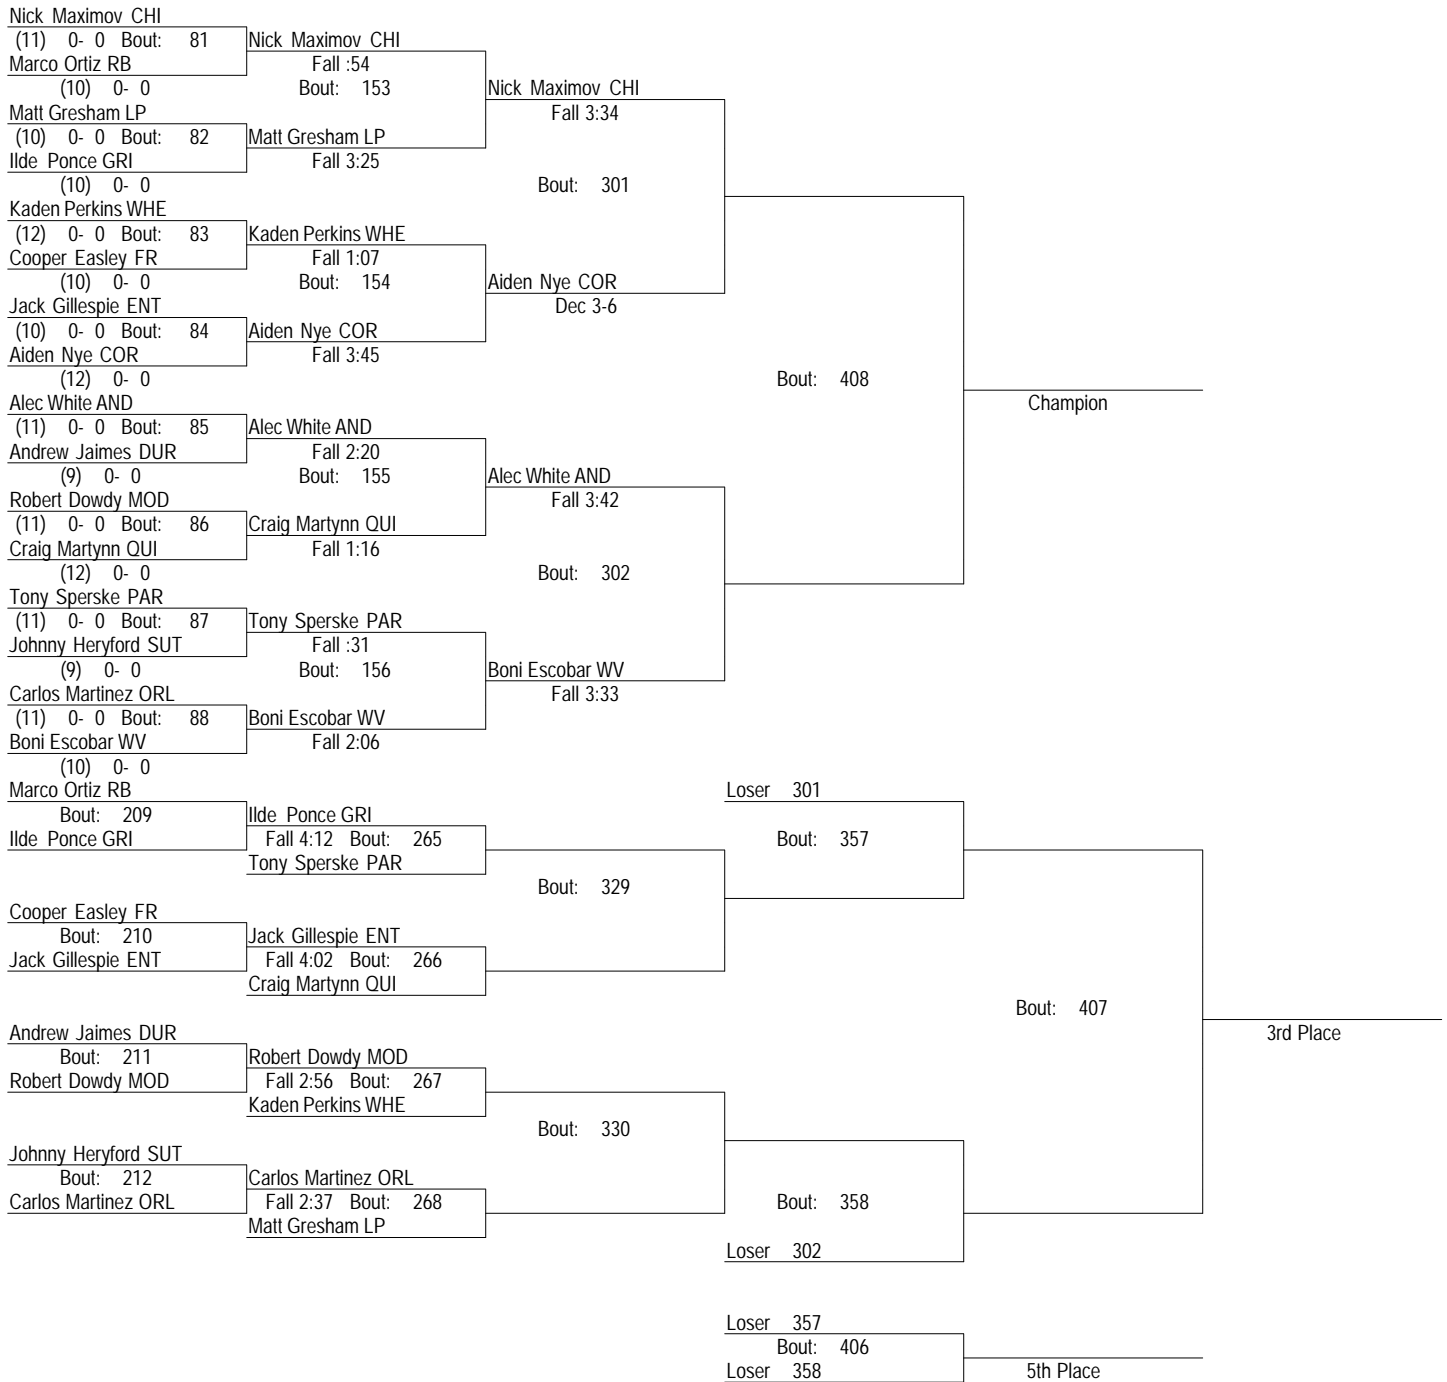 Nick Maximov CHI
(11) 0- 0 Bout: 81 Nick Maximov CHI
Marco Ortiz RB Fall :54
(10) 0- 0 Bout: 153 Nick Maximov CHI
Matt Gresham LP Fall 3:34
(10) 0- 0 Bout: 82 Matt Gresham LP
Ilde Ponce GRI Fall 3:25
(10) 0- 0 Bout: 301
Kaden Perkins WHE
(12) 0- 0 Bout: 83 Kaden Perkins WHE
Cooper Easley FR Fall 1:07
(10) 0- 0 Bout: 154 Aiden Nye COR
Jack Gillespie ENT Dec 3-6
(10) 0- 0 Bout: 84 Aiden Nye COR
Aiden Nye COR Fall 3:45
(12) 0- 0 Bout: 408
Alec White AND Champion
(11) 0- 0 Bout: 85 Alec White AND
Andrew Jaimes DUR Fall 2:20
(9) 0- 0 Bout: 155 Alec White AND
Robert Dowdy MOD Fall 3:42
(11) 0- 0 Bout: 86 Craig Martynn QUI
Craig Martynn QUI Fall 1:16
(12) 0- 0 Bout: 302
Tony Sperske PAR
(11) 0- 0 Bout: 87 Tony Sperske PAR
Johnny Heryford SUT Fall :31
(9) 0- 0 Bout: 156 Boni Escobar WV
Carlos Martinez ORL Fall 3:33
(11) 0- 0 Bout: 88 Boni Escobar WV
Boni Escobar WV Fall 2:06
(10) 0- 0
Marco Ortiz RB Loser 301
Bout: 209 Ilde Ponce GRI
Ilde Ponce GRI Fall 4:12 Bout: 265 Bout: 357
Tony Sperske PAR
Bout: 329
Cooper Easley FR
Bout: 210 Jack Gillespie ENT
Jack Gillespie ENT Fall 4:02 Bout: 266
Craig Martynn QUI
Bout: 407
Andrew Jaimes DUR 3rd Place
Bout: 211 Robert Dowdy MOD
Robert Dowdy MOD Fall 2:56 Bout: 267
Kaden Perkins WHE
Bout: 330
Johnny Heryford SUT
Bout: 212 Carlos Martinez ORL
Carlos Martinez ORL Fall 2:37 Bout: 268 Bout: 358
Matt Gresham LP
Loser 302
Loser 357
Bout: 406
Loser 358 5th Place